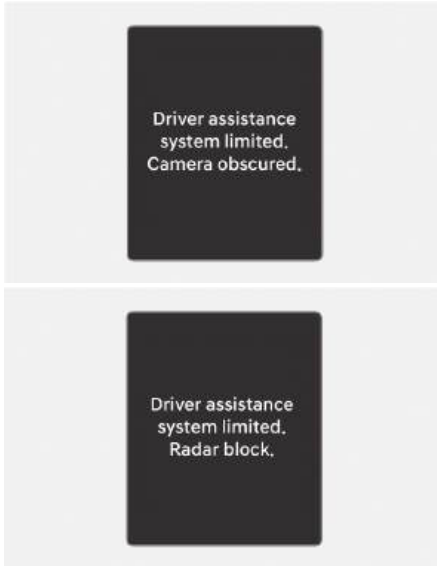 Driver assistance
system limited.
Camera obscured.
Driver assistance
system limited.
Radar block.